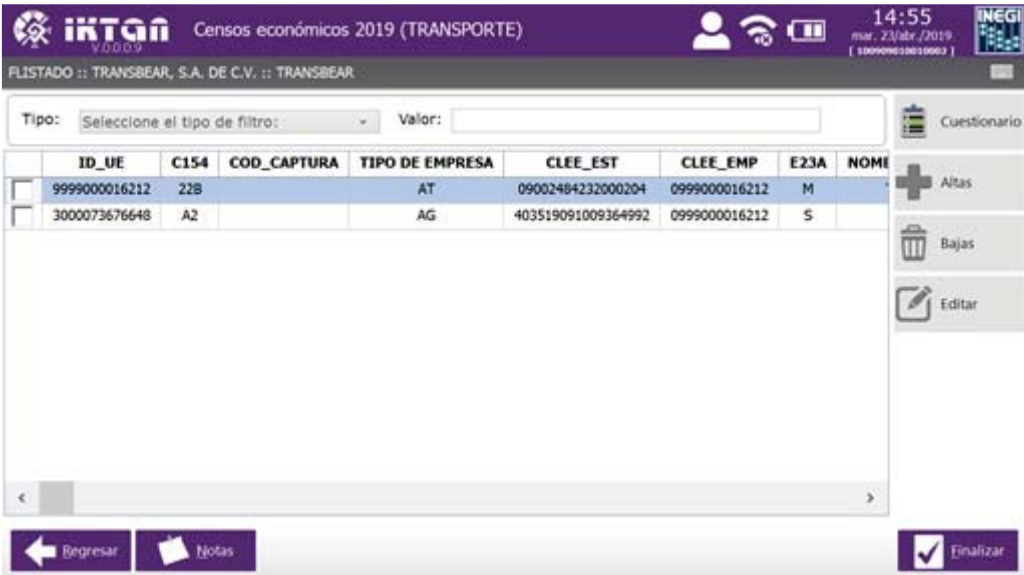 iKTAN
V.0.0.9
Censos económicos 2019 (TRANSPORTE)
14:55
mar. 23/abr./2019
[ 100909010010002 ]
INEGI
FLISTADO :: TRANSBEAR, S.A. DE C.V. :: TRANSBEAR
Tipo: Seleccione el tipo de filtro: Valor:
Cuestionario
ID_UE C154 COD_CAPTURA TIPO DE EMPRESA CLEE_EST CLEE_EMP E23A NOME
9999000016212 22B AT 09002484232000204 0999000016212 M
3000073676648 A2 AG 403519091009364992 0999000016212 S
Altas
Bajas
Editar
Regresar Notas Finalizar